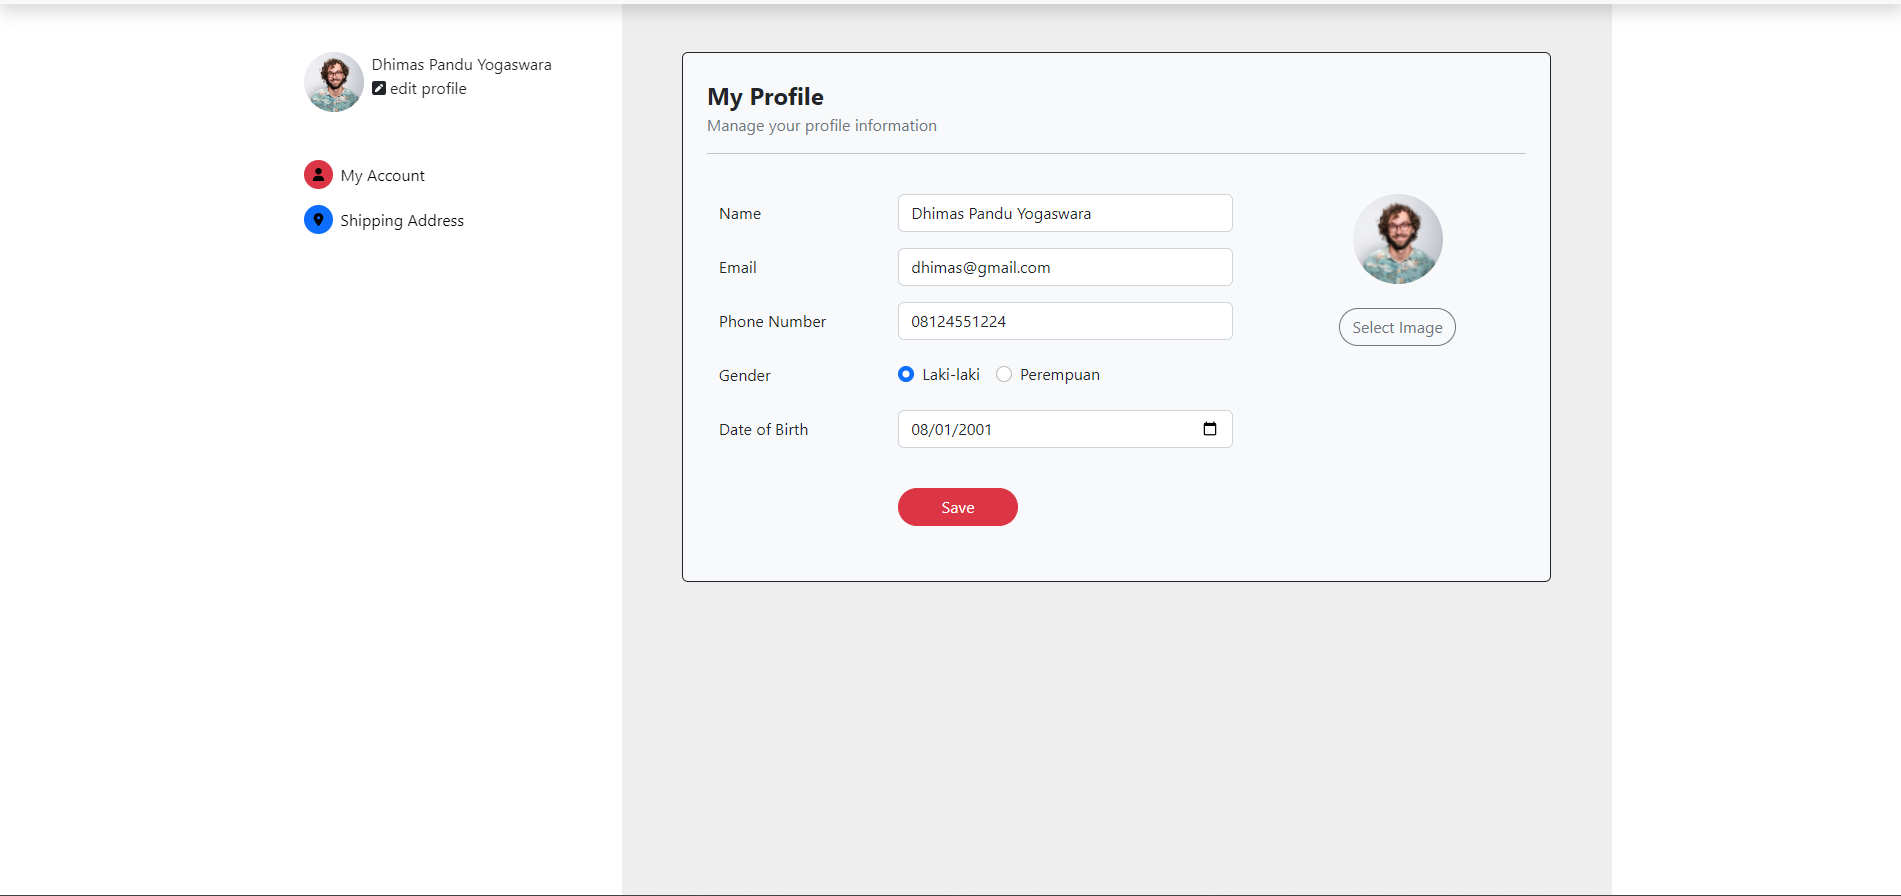 Dhimas Pandu Yogaswara
edit profile
My Account
Shipping Address
My Profile
Manage your profile information
Name
Dhimas Pandu Yogaswara
Email
dhimas@gmail.com
Phone Number
08124551224
Gender
Laki-laki
Perempuan
Date of Birth
08/01/2001
Select Image
Save